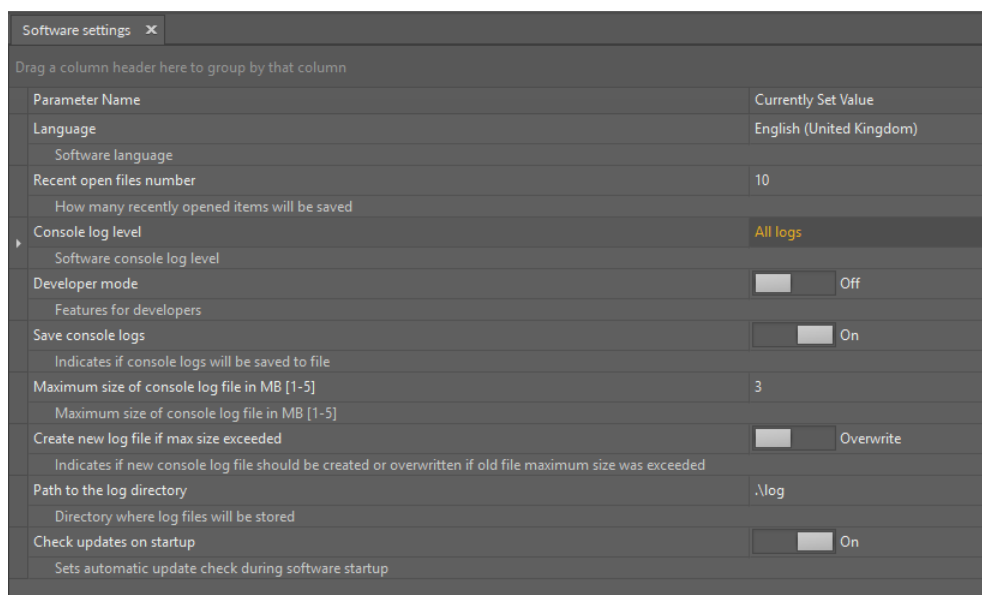 Software settings x
Drag a column header here to group by that column
Parameter Name Currently Set Value
Language English (United Kingdom)
Software language
Recent open files number 10
How many recently opened items will be saved
Console log level All logs
Software console log level
Developer mode Off
Features for developers
Save console logs On
Indicates if console logs will be saved to file
Maximum size of console log file in MB [1-5] 3
Maximum size of console log file in MB [1-5]
Create new log file if max size exceeded Overwrite
Indicates if new console log file should be created or overwritten if old file maximum size was exceeded
Path to the log directory .\log
Directory where log files will be stored
Check updates on startup On
Sets automatic update check during software startup